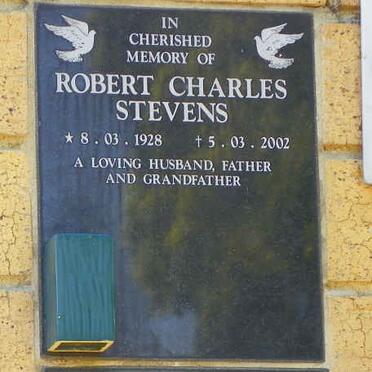 IN
CHERISHED
MEMORY OF
ROBERT CHARLES
STEVENS
★ 8 . 03 . 1928 † 5 . 03 . 2002
A LOVING HUSBAND, FATHER
AND GRANDFATHER